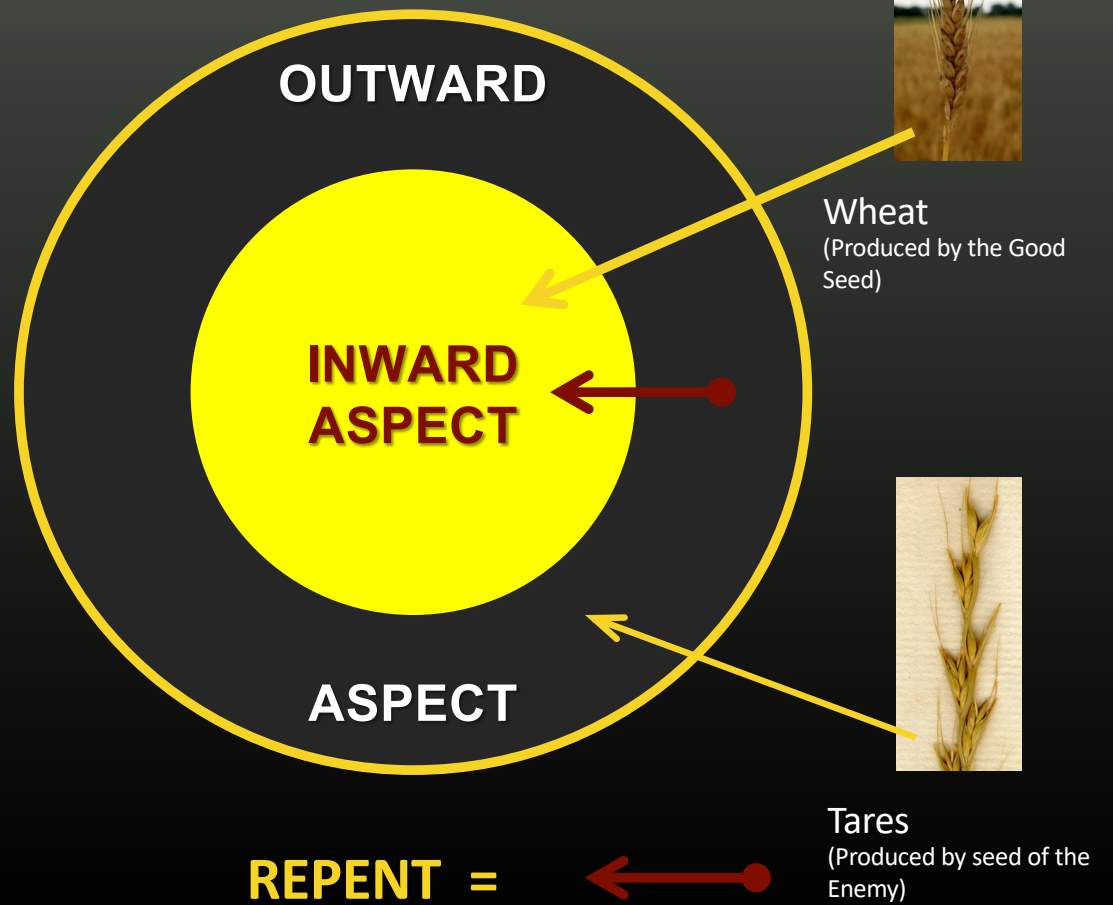 OUTWARD
Wheat
(Produced by the Good
Seed)
INWARD
ASPECT
ASPECT
Tares
(Produced by seed of the
Enemy)
REPENT =